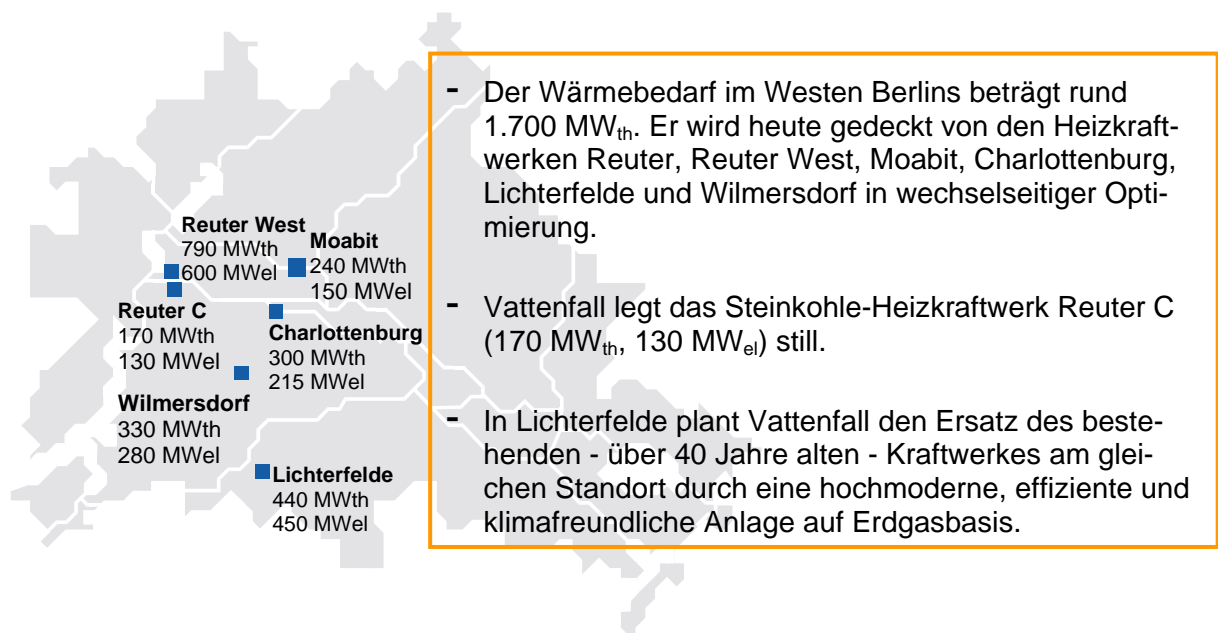 Reuter West
790 MWth
600 MWel
Moabit
240 MWth
150 MWel
Reuter C
170 MWth
130 MWel
Charlottenburg
300 MWth
215 MWel
Wilmersdorf
330 MWth
280 MWel
Lichterfelde
440 MWth
450 MWel
- Der Wärmebedarf im Westen Berlins beträgt rund
1.700 MWth. Er wird heute gedeckt von den Heizkraft-
werken Reuter, Reuter West, Moabit, Charlottenburg,
Lichterfelde und Wilmersdorf in wechselseitiger Opti-
mierung.
- Vattenfall legt das Steinkohle-Heizkraftwerk Reuter C
(170 MWth, 130 MWel) still.
- In Lichterfelde plant Vattenfall den Ersatz des beste-
henden - über 40 Jahre alten - Kraftwerkes am glei-
chen Standort durch eine hochmoderne, effiziente und
klimafreundliche Anlage auf Erdgasbasis.